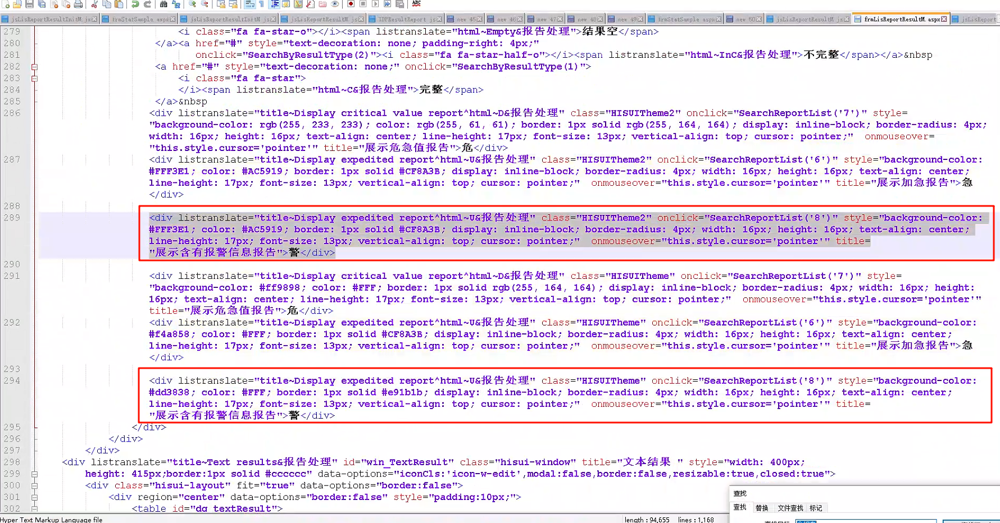 jsLisReportResultInitM.js
frmStatSample.aspx
jsLisReportResultInitM.js
jsLisReportResultM.js
IDPResultReport.js
new 45
new 46
new 47
new 48
new 49
frmStatSample.aspx
new 50
jsLisReportResultM.js
frmLisReportResultM.aspx
jsLisReport
279 <i class="fa fa-star-o"></i><span listranslate="html~Empty&报告处理">结果空</span>
280 </a><a href="#" style="text-decoration: none; padding-right: 4px;"
281 onclick="SearchByResultType(2)"><i class="fa fa-star-half-o"></i><span listranslate="html~InC&报告处理">不完整</span></a>&nbsp
282 <a href="#" style="text-decoration: none;" onclick="SearchByResultType(1)">
283 <i class="fa fa-star">
284 </i><span listranslate="html~C&报告处理">完整</span>
285 </a>&nbsp
286 <div listranslate="title~Display critical value report^html~D&报告处理" class="HISUITheme2" onclick="SearchReportList('7')" style=
"background-color: rgb(255, 233, 233); color: rgb(255, 61, 61); border: 1px solid rgb(255, 164, 164); display: inline-block; border-radius: 4px;
width: 16px; height: 16px; text-align: center; line-height: 17px; font-size: 13px; vertical-align: top; cursor: pointer;" onmouseover=
"this.style.cursor='pointer'" title="展示危急值报告">危</div>
287 <div listranslate="title~Display expedited report^html~U&报告处理" class="HISUITheme2" onclick="SearchReportList('6')" style="background-color:
#FFF3E1; color: #AC5919; border: 1px solid #CF8A3B; display: inline-block; border-radius: 4px; width: 16px; height: 16px; text-align: center;
line-height: 17px; font-size: 13px; vertical-align: top; cursor: pointer;" onmouseover="this.style.cursor='pointer'" title="展示加急报告">急
</div>
288
289 <div listranslate="title~Display expedited report^html~U&报告处理" class="HISUITheme2" onclick="SearchReportList('8')" style="background-color:
#FFF3E1; color: #AC5919; border: 1px solid #CF8A3B; display: inline-block; border-radius: 4px; width: 16px; height: 16px; text-align: center;
line-height: 17px; font-size: 13px; vertical-align: top; cursor: pointer;" onmouseover="this.style.cursor='pointer'" title=
"展示含有报警信息报告">警</div>
290
291 <div listranslate="title~Display critical value report^html~D&报告处理" class="HISUITheme" onclick="SearchReportList('7')" style=
"background-color: #ff9898; color: #FFF; border: 1px solid rgb(255, 164, 164); display: inline-block; border-radius: 4px; width: 16px; height:
16px; text-align: center; line-height: 17px; font-size: 13px; vertical-align: top; cursor: pointer;" onmouseover="this.style.cursor='pointer'"
title="展示危急值报告">危</div>
292 <div listranslate="title~Display expedited report^html~U&报告处理" class="HISUITheme" onclick="SearchReportList('6')" style="background-color:
#f4a858; color: #FFF; border: 1px solid #CF8A3B; display: inline-block; border-radius: 4px; width: 16px; height: 16px; text-align: center;
line-height: 17px; font-size: 13px; vertical-align: top; cursor: pointer;" onmouseover="this.style.cursor='pointer'" title="展示加急报告">急
</div>
293
294 <div listranslate="title~Display expedited report^html~U&报告处理" class="HISUITheme" onclick="SearchReportList('8')" style="background-color:
#dd3838; color: #FFF; border: 1px solid #e91b1b; display: inline-block; border-radius: 4px; width: 16px; height: 16px; text-align: center;
line-height: 17px; font-size: 13px; vertical-align: top; cursor: pointer;" onmouseover="this.style.cursor='pointer'" title=
"展示含有报警信息报告">警</div>
295 </div>
296 </div>
297 </div>
298 <div listranslate="title~Text results&报告处理" id="win_TextResult" class="hisui-window" title="文本结果 " style="width: 400px;
299 height: 415px;border:1px solid #cccccc" data-options="iconCls:'icon-w-edit',modal:false,border:false,resizable:true,closed:true">
300 <div class="hisui-layout" fit="true" data-options="border:false">
301 <div region="center" data-options="border:false" style="padding:10px;">
302 <table id="dg_textResult">
查找
查找 替换 文件查找 标记
Hyper Text Markup Language file
length : 94,655 lines : 1,168